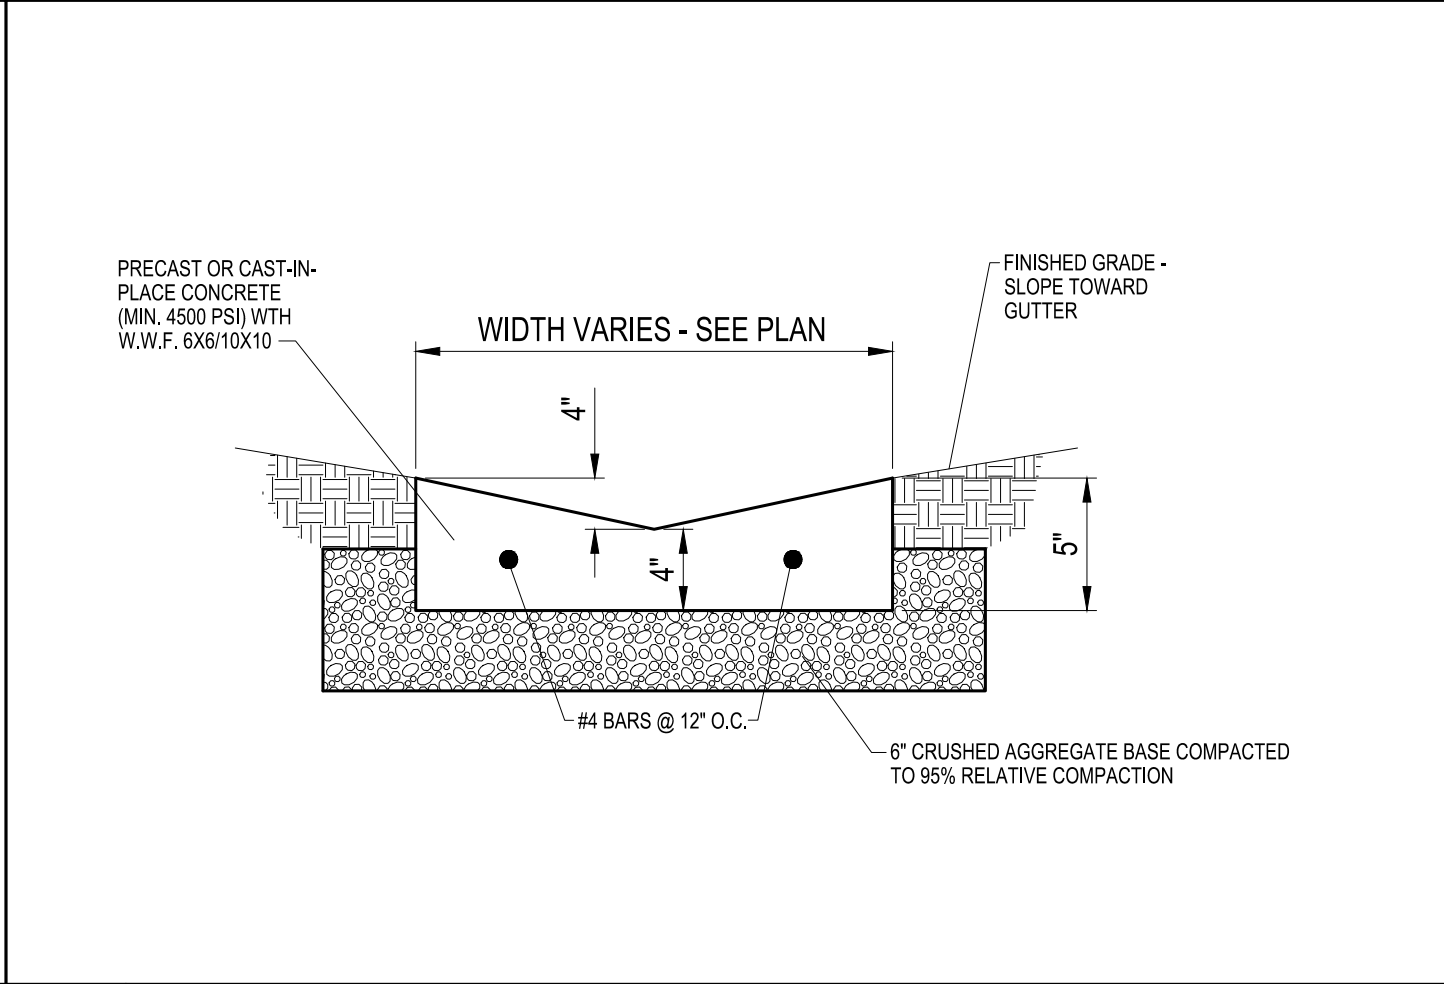 PRECAST OR CAST-IN-
PLACE CONCRETE
(MIN. 4500 PSI) WTH
W.W.F. 6X6/10X10
FINISHED GRADE -
SLOPE TOWARD
GUTTER
WIDTH VARIES - SEE PLAN
4"
4"
5"
#4 BARS @ 12" O.C.
6" CRUSHED AGGREGATE BASE COMPACTED
TO 95% RELATIVE COMPACTION